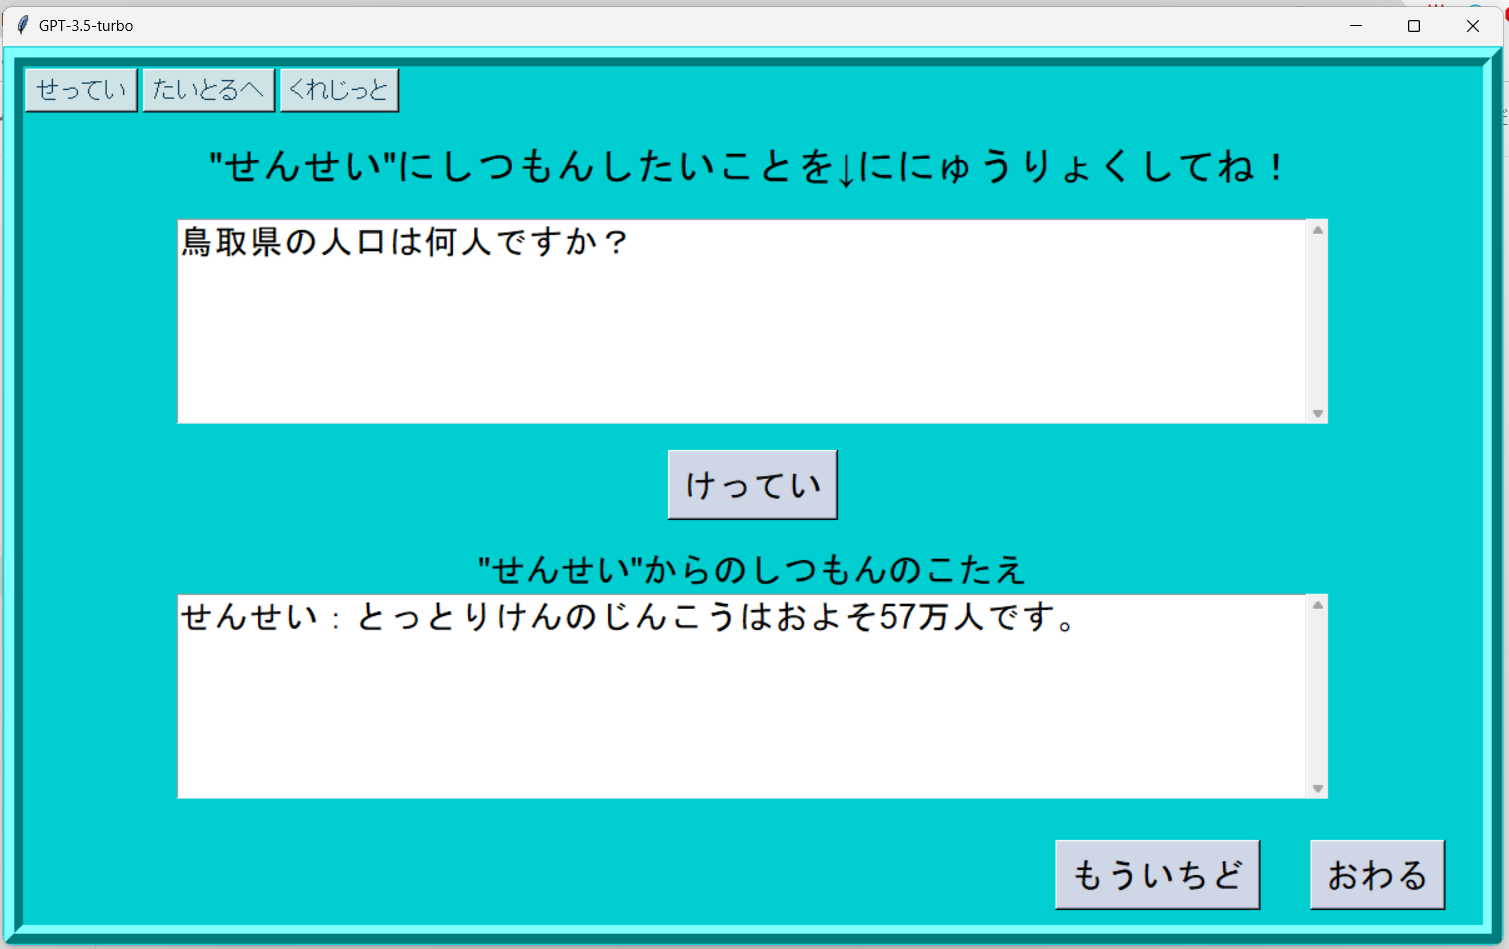 GPT-3.5-turbo
せってい たいとるへ くれじっと
"せんせい"にしつもんしたいことを↓ににゅうりょくしてね！
鳥取県の人口は何人ですか？
けってい
"せんせい"からのしつもんのこたえ
せんせい：とっとりけんのじんこうはおよそ57万人です。
もういちど おわる